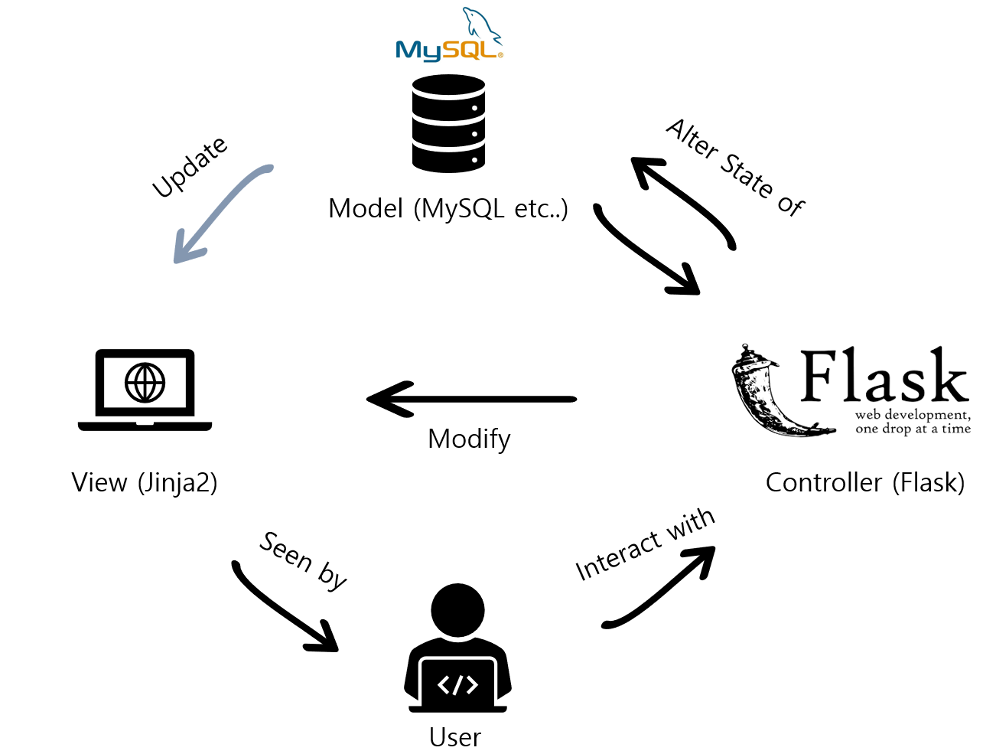 MySQL®
Model (MySQL etc..)
Update
Alter State of
Flask
web development,
one drop at a time
Modify
View (Jinja2)
Controller (Flask)
Seen by
Interact with
</>
User